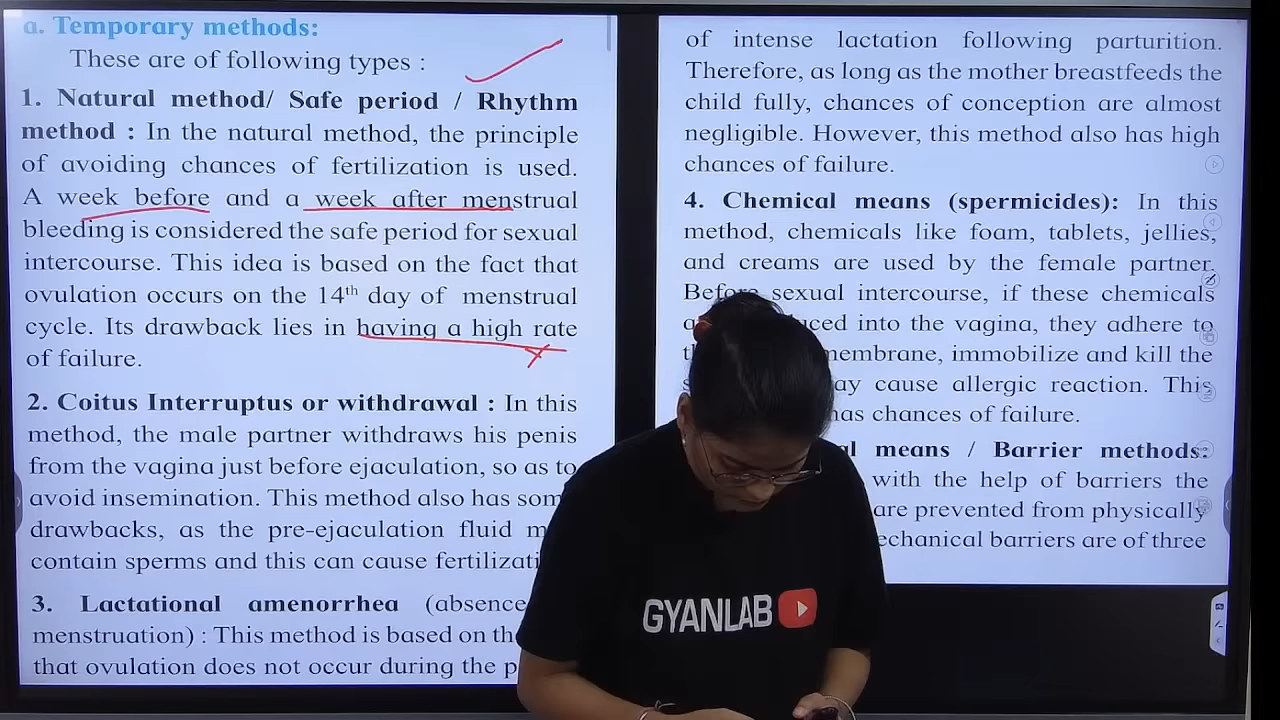 a. Temporary methods:
These are of following types :
1. Natural method/ Safe period / Rhythm
method : In the natural method, the principle
of avoiding chances of fertilization is used.
A week before and a week after menstrual
bleeding is considered the safe period for sexual
intercourse. This idea is based on the fact that
ovulation occurs on the 14th day of menstrual
cycle. Its drawback lies in having a high rate
of failure.
2. Coitus Interruptus or withdrawal : In this
method, the male partner withdraws his penis
from the vagina just before ejaculation, so as to
avoid insemination. This method also has som
drawbacks, as the pre-ejaculation fluid m
contain sperms and this can cause fertilizati
3. Lactational amenorrhea (absence
menstruation) : This method is based on the
that ovulation does not occur during the p
of intense lactation following parturition.
Therefore, as long as the mother breastfeeds the
child fully, chances of conception are almost
negligible. However, this method also has high
chances of failure.
4. Chemical means (spermicides): In this
method, chemicals like foam, tablets, jellies,
and creams are used by the female partner.
Before sexual intercourse, if these chemicals
uced into the vagina, they adhere to
membrane, immobilize and kill the
ay cause allergic reaction. This
has chances of failure.
al means / Barrier methods:
with the help of barriers the
are prevented from physically
echanical barriers are of three
GYANLAB